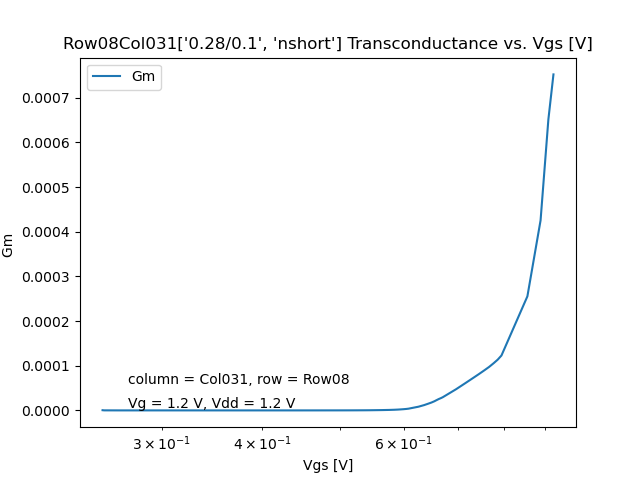 Row08Col031['0.28/0.1', 'nshort'] Transconductance vs. Vgs [V]
Gm
0.0007
0.0006
0.0005
0.0004
0.0003
0.0002
0.0001
0.0000
Gm
column = Col031, row = Row08
Vg = 1.2 V, Vdd = 1.2 V
3 × 10⁻¹ 4 × 10⁻¹ 6 × 10⁻¹
Vgs [V]